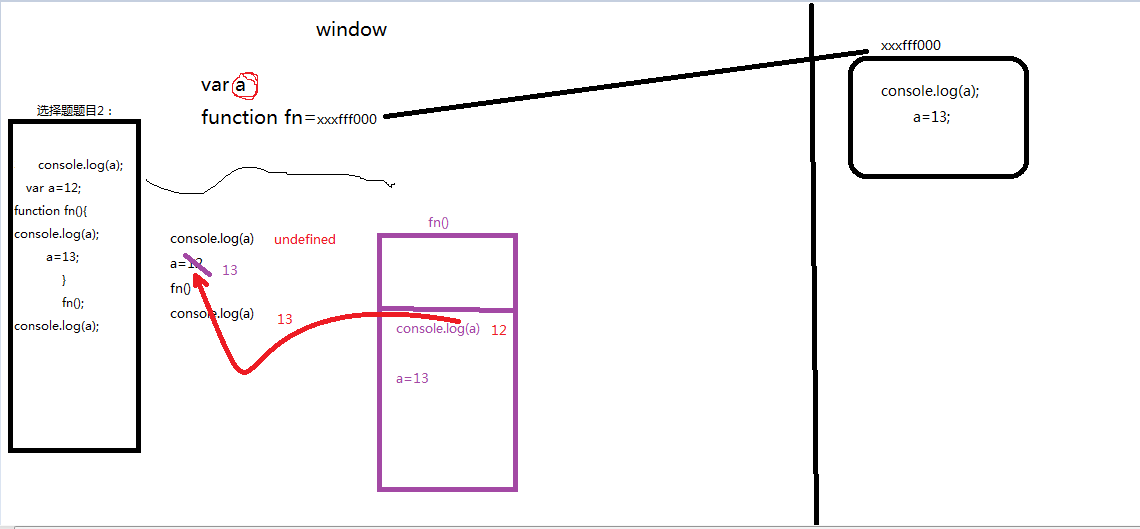 window
xxxfff000
var a
function fn=xxxfff000
console.log(a);
a=13;
选择题题目2：
console.log(a);
var a=12;
function fn(){
console.log(a);
a=13;
}
fn();
console.log(a);
console.log(a) undefined
a=12 13
fn()
console.log(a) 13
fn()
console.log(a) 12
a=13